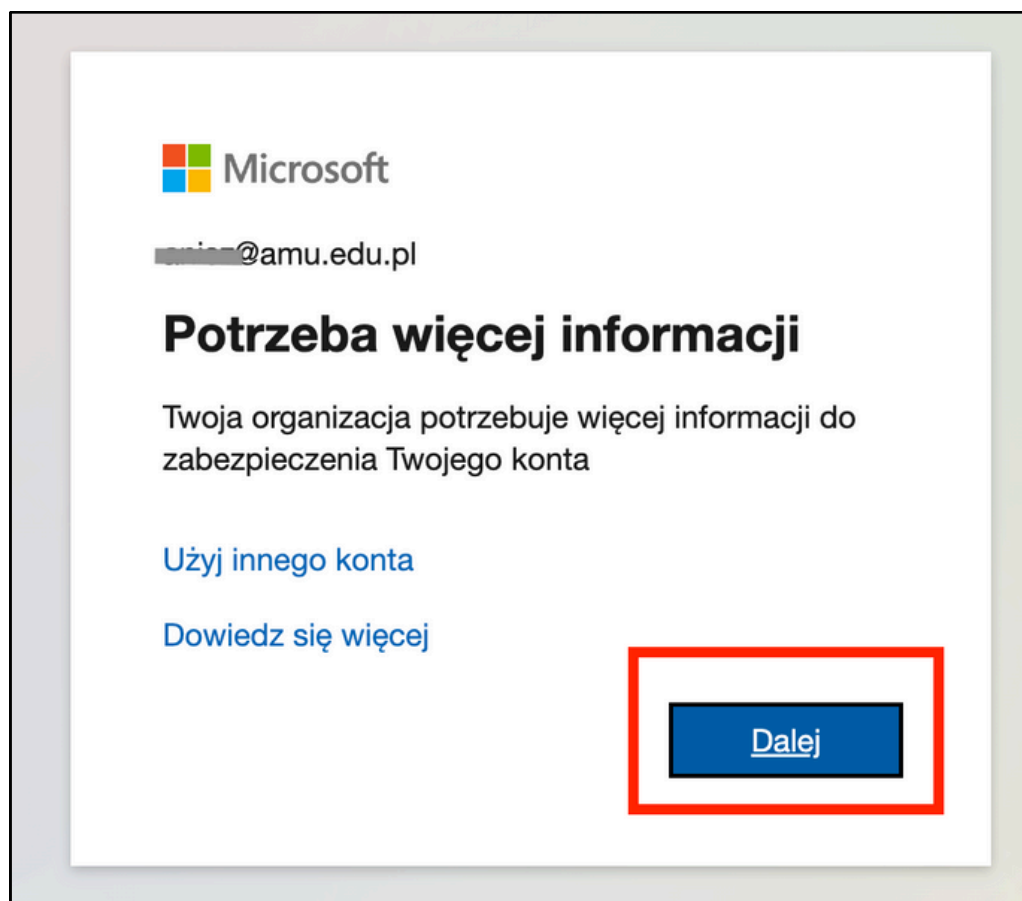 Microsoft
@amu.edu.pl
Potrzeba więcej informacji
Twoja organizacja potrzebuje więcej informacji do
zabezpieczenia Twojego konta
Użyj innego konta
Dowiedz się więcej
Dalej